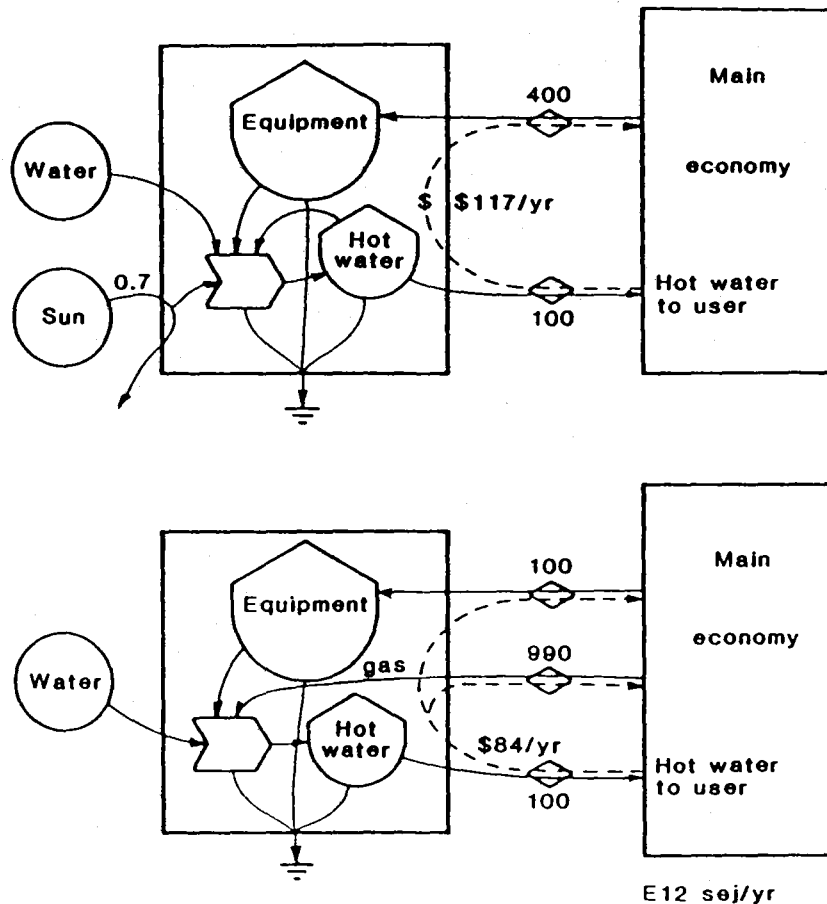 Main
economy
400
Equipment
Water
$ $117/yr
Hot
water
0.7
Sun
Hot water
to user
100
Main
economy
100
Equipment
990
gas
Water
Hot
water
$84/yr
Hot water
to user
100
E12 sej/yr